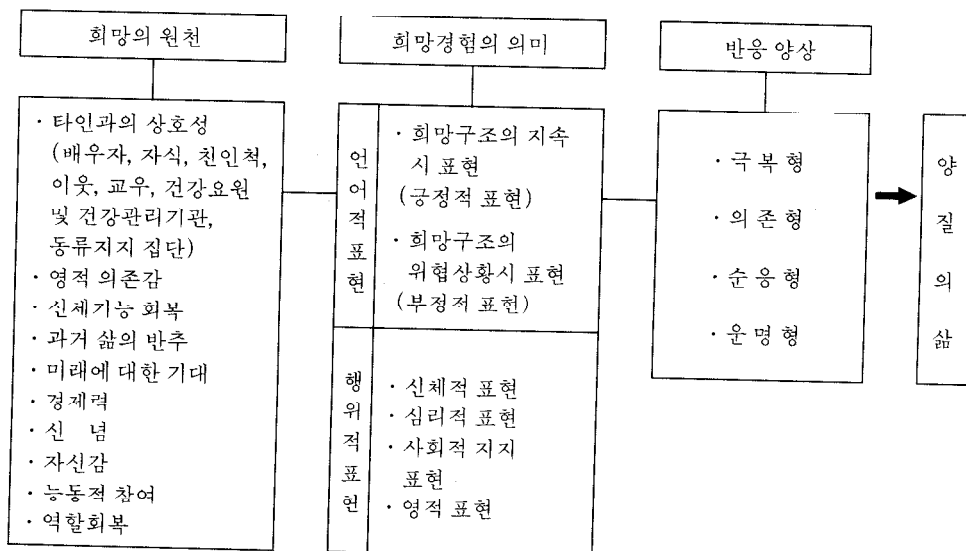 희망의 원천
· 타인과의 상호성
(배우자, 자식, 친인척,
이웃, 교우, 건강요원
및 건강관리기관,
동류지지 집단)
· 영적 의존감
· 신체기능 회복
· 과거 삶의 반추
· 미래에 대한 기대
· 경제력
· 신 념
· 자신감
· 능동적 참여
· 역할회복
희망경험의 의미
언어적표현
· 희망구조의 지속
시 표현
(긍정적 표현)
· 희망구조의
위협상황시 표현
(부정적 표현)
행위적표현
· 신체적 표현
· 심리적 표현
· 사회적 지지
표현
· 영적 표현
반응 양상
· 극복형
· 의존형
· 순응형
· 운명형
양질의삶